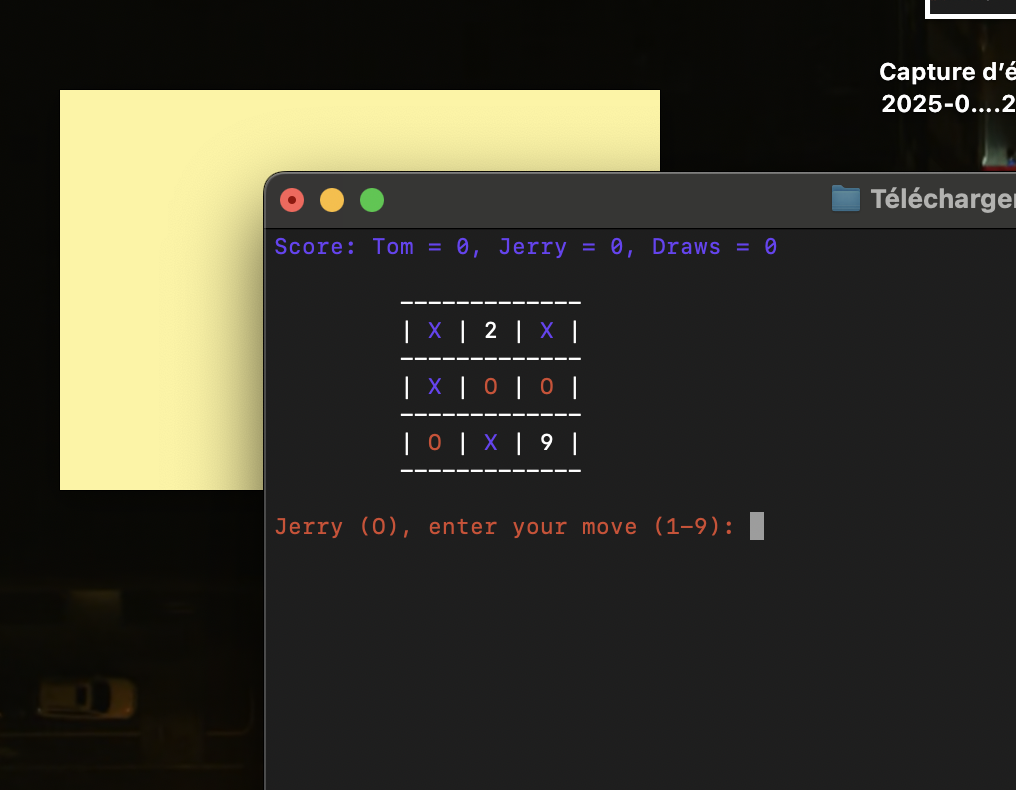 Capture d'é
2025-0....2
Score: Tom = 0, Jerry = 0, Draws = 0
-------------
| X | 2 | X |
-------------
| X | O | O |
-------------
| O | X | 9 |
-------------
Jerry (O), enter your move (1-9):